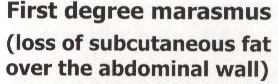 First degree marasmus
(loss of subcutaneous fat
over the abdominal wall)